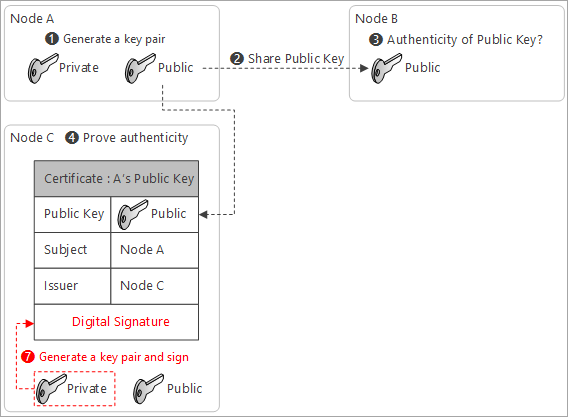 Node A
❶ Generate a key pair
Private
Public
❷ Share Public Key
Node B
❸ Authenticity of Public Key?
Public
Node C ❹ Prove authenticity
Certificate : A's Public Key
Public Key Public
Subject Node A
Issuer Node C
Digital Signature
❼ Generate a key pair and sign
Private
Public